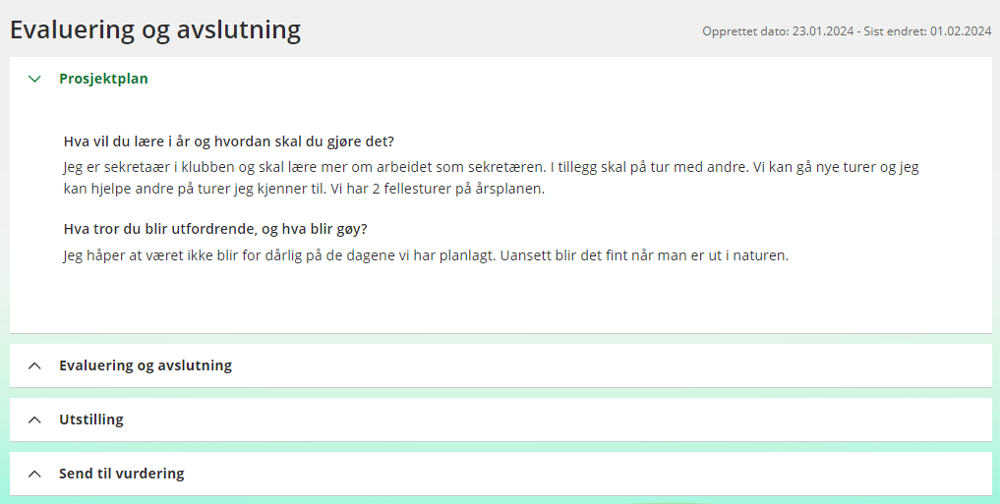 Evaluering og avslutning
Opprettet dato: 23.01.2024 - Sist endret: 01.02.2024
Prosjektplan
Hva vil du lære i år og hvordan skal du gjøre det?
Jeg er sekretaær i klubben og skal lære mer om arbeidet som sekretæren. I tillegg skal på tur med andre. Vi kan gå nye turer og jeg
kan hjelpe andre på turer jeg kjenner til. Vi har 2 fellesturer på årsplanen.
Hva tror du blir utfordrende, og hva blir gøy?
Jeg håper at været ikke blir for dårlig på de dagene vi har planlagt. Uansett blir det fint når man er ut i naturen.
Evaluering og avslutning
Utstilling
Send til vurdering